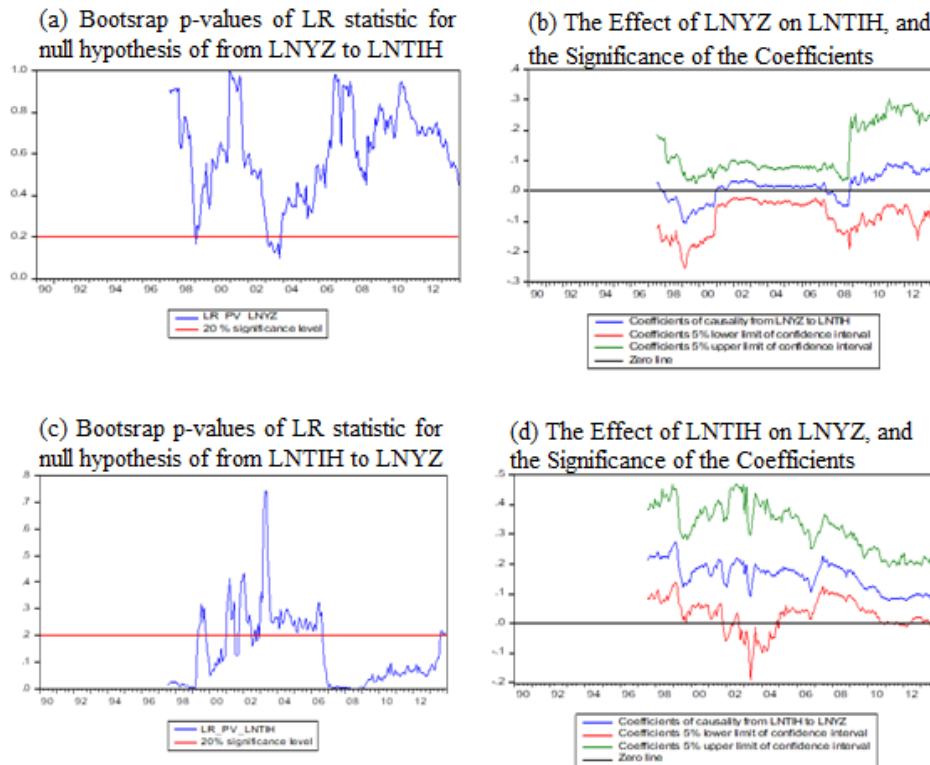 (a) Bootsrap p-values of LR statistic for
null hypothesis of from LNYZ to LNTIH
1.0
0.8
0.6
0.4
0.2
0.0
90 92 94 96 98 00 02 04 06 08 10 12
LR_PV_LNYZ
20 % significance level
(b) The Effect of LNYZ on LNTIH, and
the Significance of the Coefficients
.4
.3
.2
.1
.0
-.1
-.2
-.3
90 92 94 96 98 00 02 04 06 08 10 12
Coefficients of causality from LNYZ to LNTIH
Coefficients 5% lower limit of confidence interval
Coefficients 5% upper limit of confidence interval
Zero line
(c) Bootsrap p-values of LR statistic for
null hypothesis of from LNTIH to LNYZ
.8
.7
.6
.5
.4
.3
.2
.1
.0
90 92 94 96 98 00 02 04 06 08 10 12
LR_PV_LNTIH
20% significance level
(d) The Effect of LNTIH on LNYZ, and
the Significance of the Coefficients
.5
.4
.3
.2
.1
.0
-.1
-.2
90 92 94 96 98 00 02 04 06 08 10 12
Coefficients of causality from LNTIH to LNYZ
Coefficients 5% lower limit of confidence interval
Coefficients 5% upper limit of confidence interval
Zero line